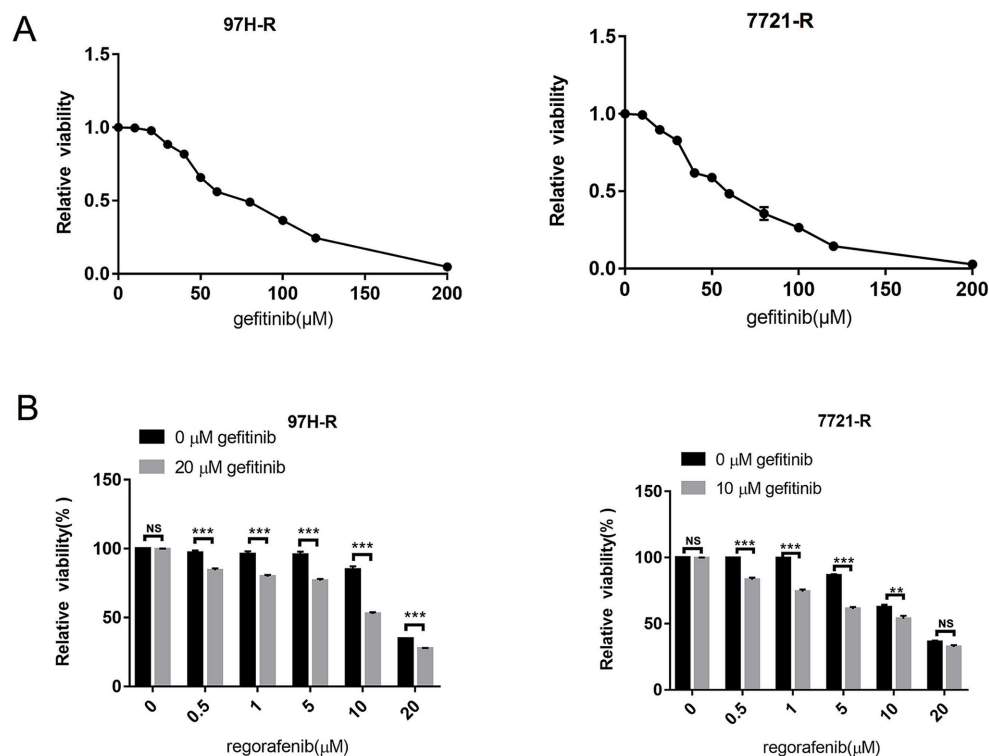 A
97H-R
1.5
1.0
0.5
0.0
Relative viability
0 50 100 150 200
gefitinib(μM)
7721-R
1.5
1.0
0.5
0.0
Relative viability
0 50 100 150 200
gefitinib(μM)
B
97H-R
0 μM gefitinib
20 μM gefitinib
150
100
50
0
Relative viability(% )
NS *** *** *** *** ***
0 0.5 1 5 10 20
regorafenib(μM)
7721-R
0 μM gefitinib
10 μM gefitinib
150
100
50
0
Relative viability(% )
NS *** *** *** ** NS
0 0.5 1 5 10 20
regorafenib(μM)